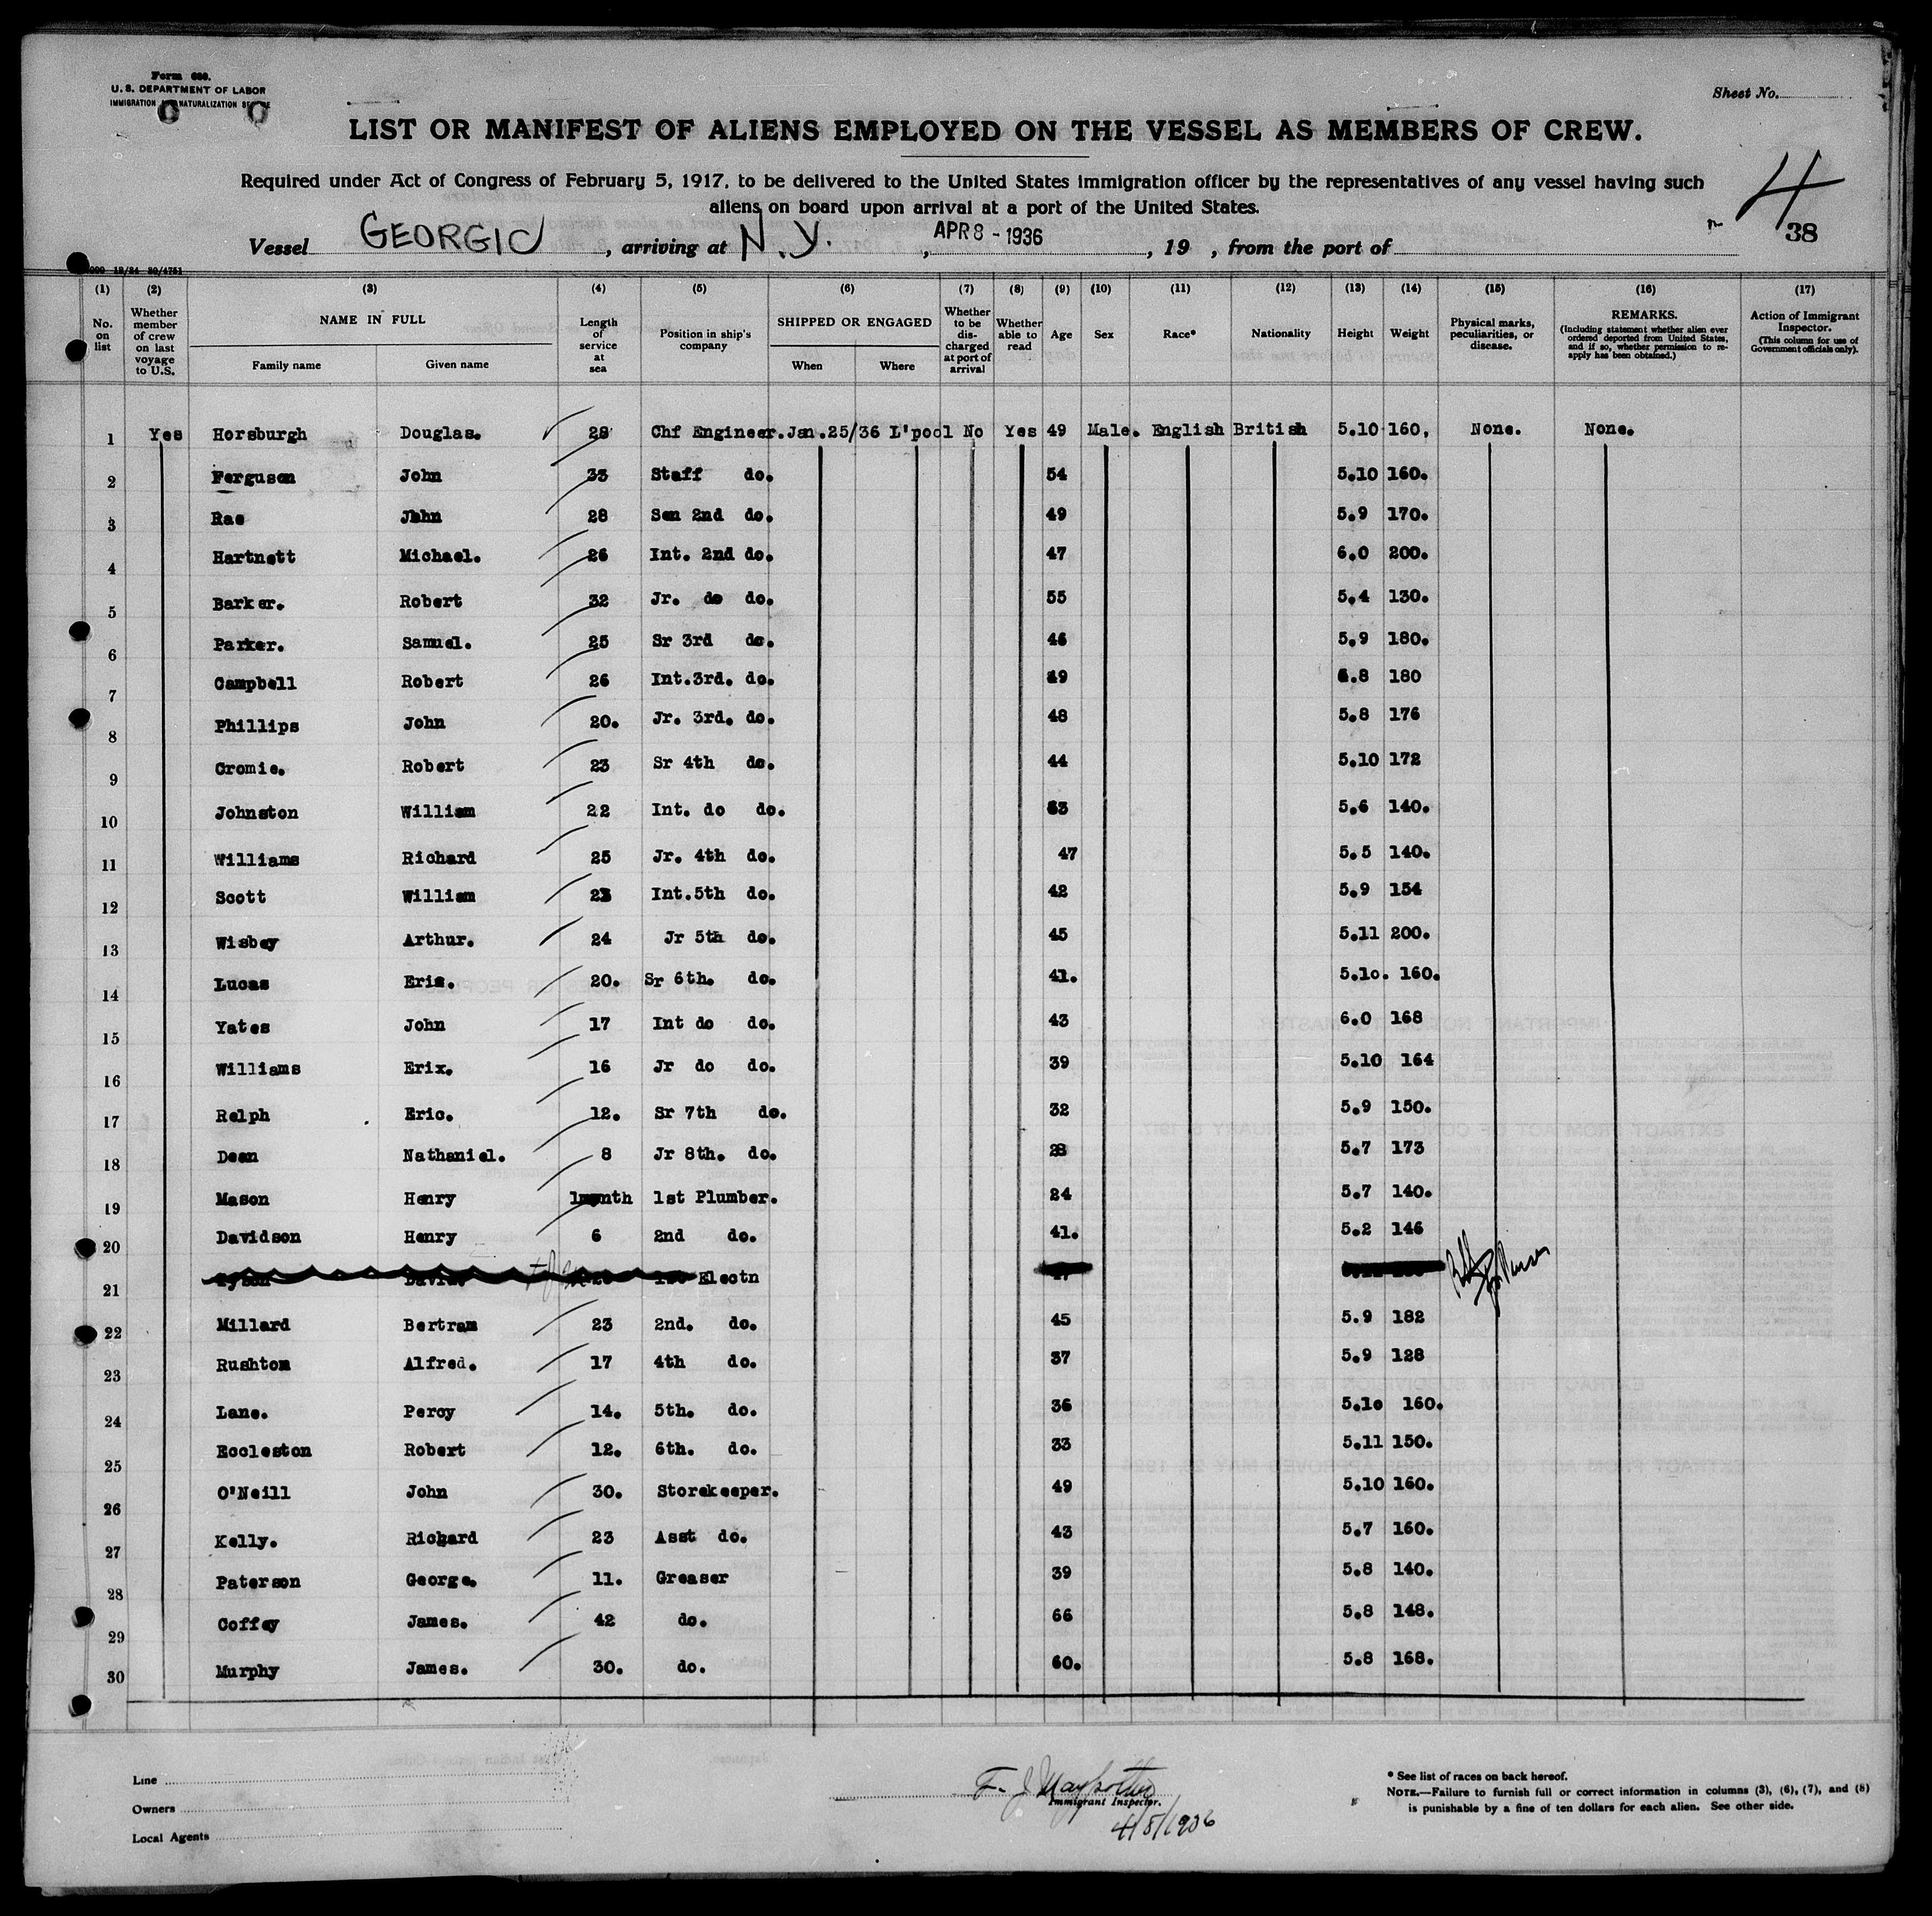 Form 680.
U. S. DEPARTMENT OF LABOR
IMMIGRATION AND NATURALIZATION SERVICE
Sheet No.
LIST OR MANIFEST OF ALIENS EMPLOYED ON THE VESSEL AS MEMBERS OF CREW.
Required under Act of Congress of February 5, 1917, to be delivered to the United States immigration officer by the representatives of any vessel having such
aliens on board upon arrival at a port of the United States.
4
38
Vessel GEORGIC, arriving at N.Y., APR 8 - 1936, 19 , from the port of
(1) (2) (3) (4) (5) (6) (7) (8) (9) (10) (11) (12) (13) (14) (15) (16) (17)
No. on list
Whether member of crew on last voyage to U.S.
NAME IN FULL
Family name Given name
Length of service at sea
Position in ship's company
SHIPPED OR ENGAGED
When Where
Whether to be discharged at port of arrival
Whether able to read
Age
Sex
Race*
Nationality
Height
Weight
Physical marks, peculiarities, or disease.
REMARKS.
(Including statement whether alien ever ordered deported from United States, and if so, whether permission to reapply has been obtained.)
Action of Immigrant Inspector.
(This column for use of Government officials only).
1 Yes Horsburgh Douglas. 28 Chf Engineer. Jan.25/36 L'pool No Yes 49 Male. English British 5.10 160, None. None.
2 Ferguson John 33 Staff do. 54 5.10 160.
3 Rae Jhhn 28 Sen 2nd do. 49 5.9 170.
4 Hartnett Michael. 26 Int. 2nd do. 47 6.0 200.
5 Barker. Robert 32 Jr. do do. 55 5.4 130.
6 Parker. Samuel. 25 Sr 3rd do. 46 5.9 180.
7 Campbell Robert 26 Int.3rd. do. 49 .8 180
8 Phillips John 20. Jr. 3rd. do. 48 5.8 176
9 Cromie. Robert 23 Sr 4th do. 44 5.10 172
10 Johnston William 22 Int. do do. 5.6 140.
11 Williams Richard 25 Jr. 4th do. 47 5.5 140.
12 Scott William 23 Int.5th do. 42 5.9 154
13 Wisbey Arthur. 24 Jr 5th do. 45 5.11 200.
14 Lucas Eric. 20. Sr 6th. do. 41. 5.10. 160.
15 Yates John 17 Int do do. 43 6.0 168
16 Williams Erix. 16 Jr do do. 39 5.10 164
17 Relph Eric. 12. Sr 7th do. 32 5.9 150.
18 Dean Nathaniel. 8 Jr 8th. do. 28 5.7 173
19 Mason Henry 1month 1st Plumber. 24 5.7 140.
20 Davidson Henry 6 2nd do. 41. 5.2 146
21 Electn
22 Millard Bertram 23 2nd. do. 45 5.9 182
23 Rushton Alfred. 17 4th do. 37 5.9 128
24 Lane. Percy 14. 5th. do. 36 5.10 160.
25 Eccleston Robert 12. 6th. do. 33 5.11 150.
26 O'Neill John 30. Storekeeper. 49 5.10 160.
27 Kelly. Richard 23 Asst do. 43 5.7 160.
28 Paterson George. 11. Greaser 39 5.8 140.
29 Coffey James. 42 do. 66 5.8 148.
30 Murphy James. 30. do. 60. 5.8 168.
Line
Owners
Local Agents
Immigrant Inspector.
4/8/1936
* See list of races on back hereof.
NOTE.—Failure to furnish full or correct information in columns (3), (6), (7), and (8)
is punishable by a fine of ten dollars for each alien. See other side.